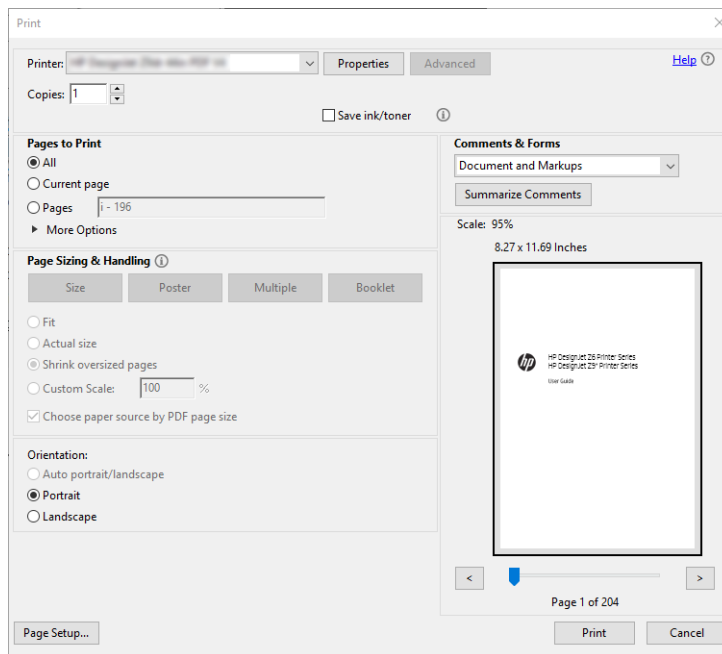 Print
Printer:
Properties
Advanced
Help
Copies: 1
Save ink/toner
Pages to Print
All
Current page
Pages i - 196
More Options
Page Sizing & Handling
Size Poster Multiple Booklet
Fit
Actual size
Shrink oversized pages
Custom Scale: 100 %
Choose paper source by PDF page size
Orientation:
Auto portrait/landscape
Portrait
Landscape
Comments & Forms
Document and Markups
Summarize Comments
Scale: 95%
8.27 x 11.69 Inches
hp
HP DesignJet Z6 Printer Series
HP DesignJet Z9⁺ Printer Series
User Guide
< >
Page 1 of 204
Page Setup...
Print
Cancel